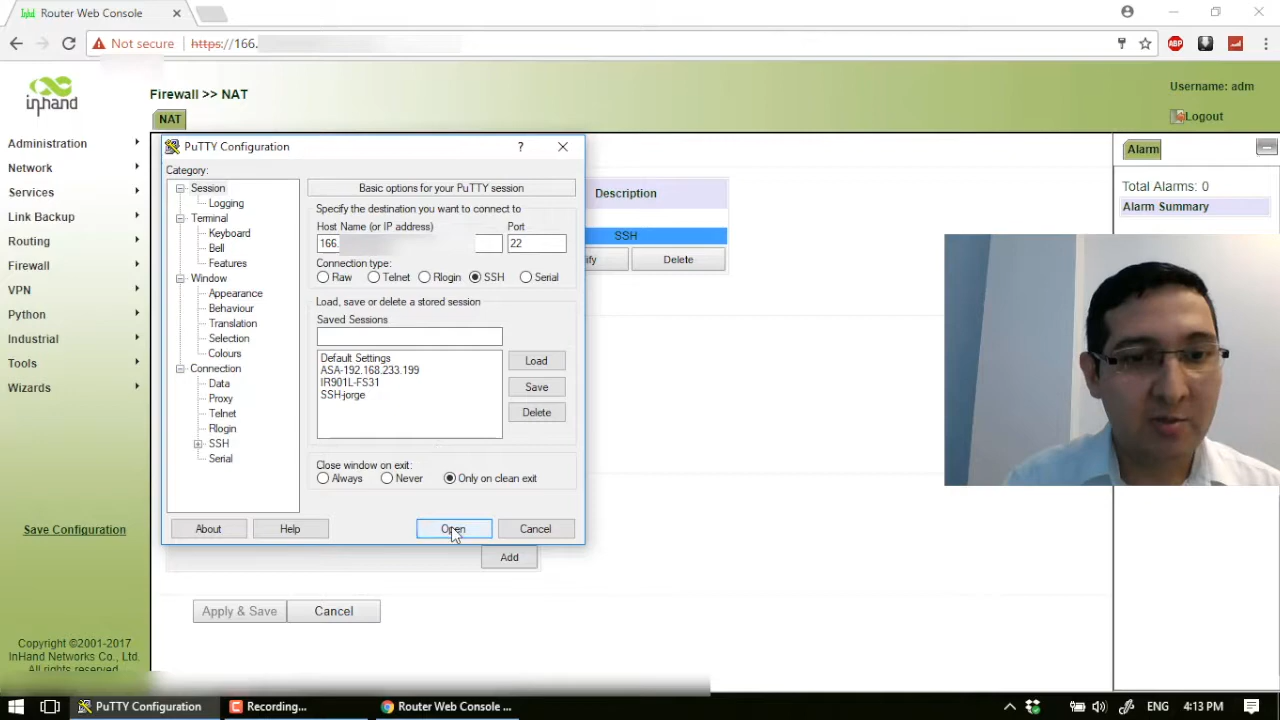 Router Web Console
Not secure
https://166.
inhand
Firewall >> NAT
Username: adm
Logout
NAT
Administration
Network
Services
Link Backup
Routing
Firewall
VPN
Python
Industrial
Tools
Wizards
Save Configuration
Copyright ©2001-2017
InHand Networks Co., Ltd.
All rights reserved
PuTTY Configuration
?
Category:
Session
Logging
Terminal
Keyboard
Bell
Features
Window
Appearance
Behaviour
Translation
Selection
Colours
Connection
Data
Proxy
Telnet
Rlogin
SSH
Serial
Basic options for your PuTTY session
Specify the destination you want to connect to
Host Name (or IP address)
Port
166.
22
Connection type:
Raw
Telnet
Rlogin
SSH
Serial
Load, save or delete a stored session
Saved Sessions
Default Settings
ASA-192.168.233.199
IR901L-FS31
SSH-jorge
Load
Save
Delete
Close window on exit:
Always
Never
Only on clean exit
About
Help
Open
Cancel
Description
SSH
Delete
Add
Apply & Save
Cancel
Alarm
Total Alarms: 0
Alarm Summary
ABP
PuTTY Configuration
Recording...
Router Web Console ...
ENG
4:13 PM